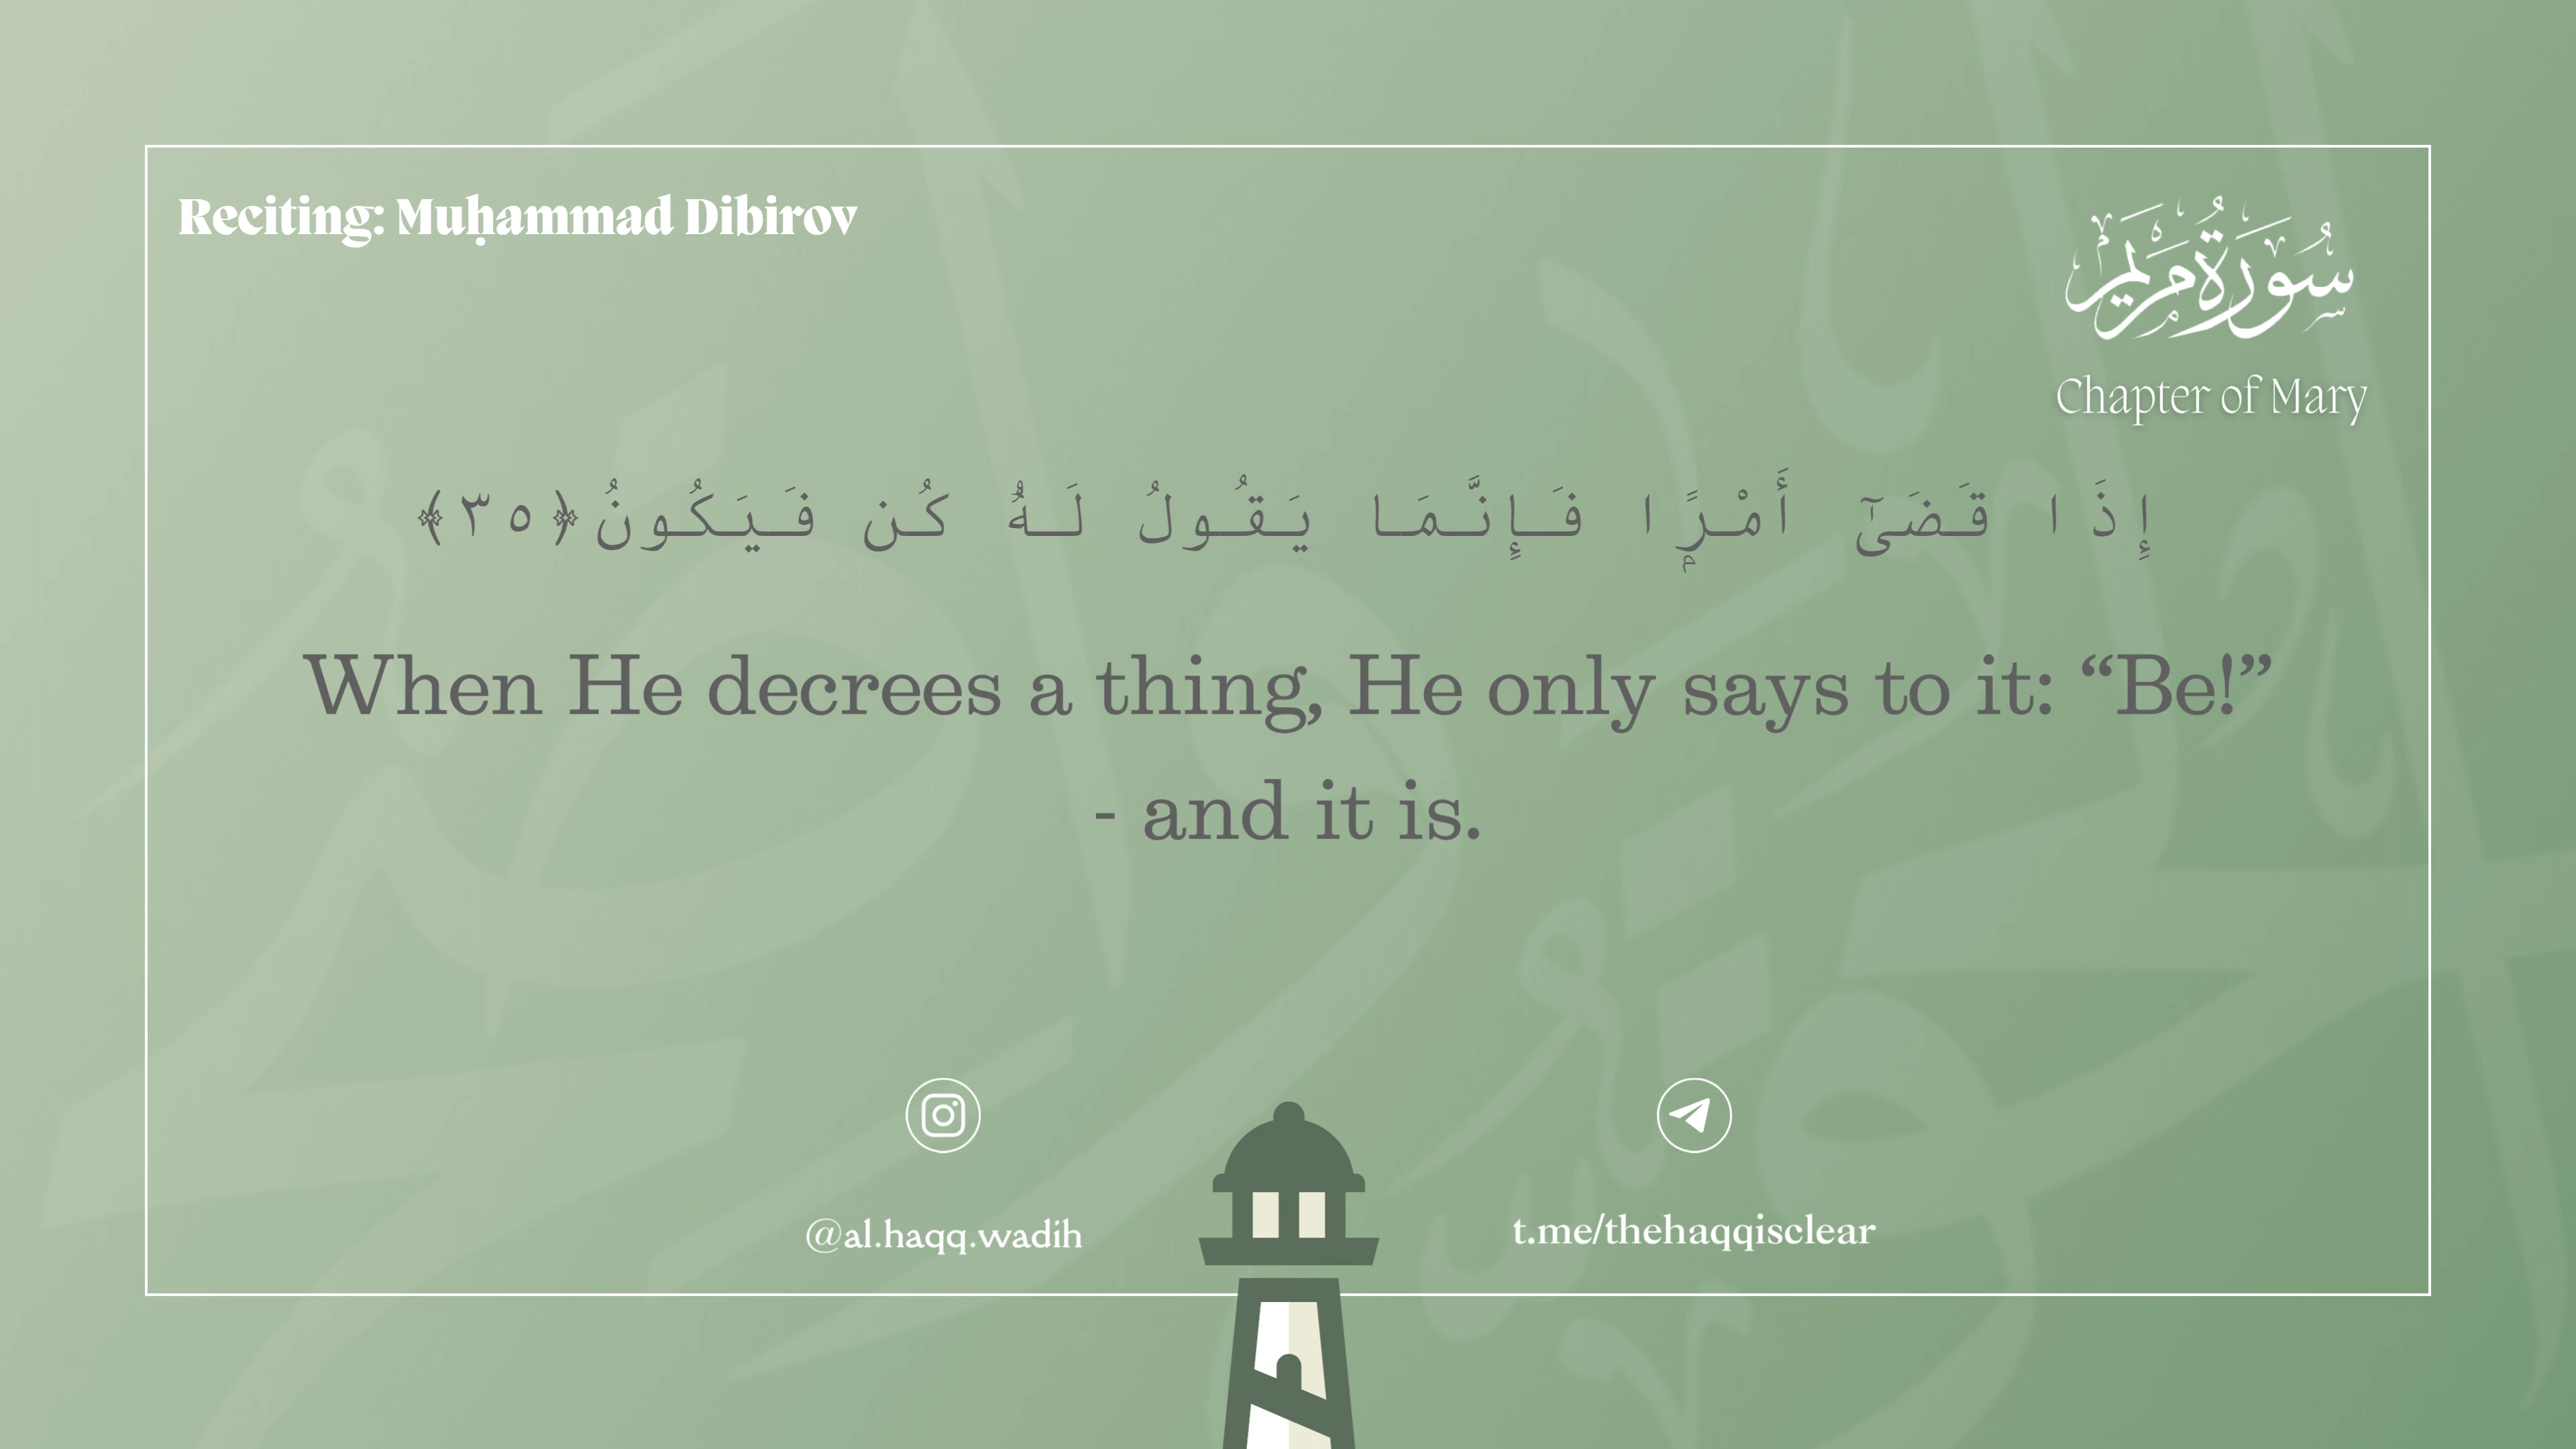 Reciting: Muḥammad Dibirov
سُورَةُ مَرْيَمَ
Chapter of Mary
إِذَا قَضَىٰٓ أَمْرًۭا فَإِنَّمَا يَقُولُ لَهُۥ كُن فَيَكُونُ ﴿٣٥﴾
When He decrees a thing, He only says to it: “Be!”
- and it is.
@al.haqq.wadih
t.me/thehaqqisclear